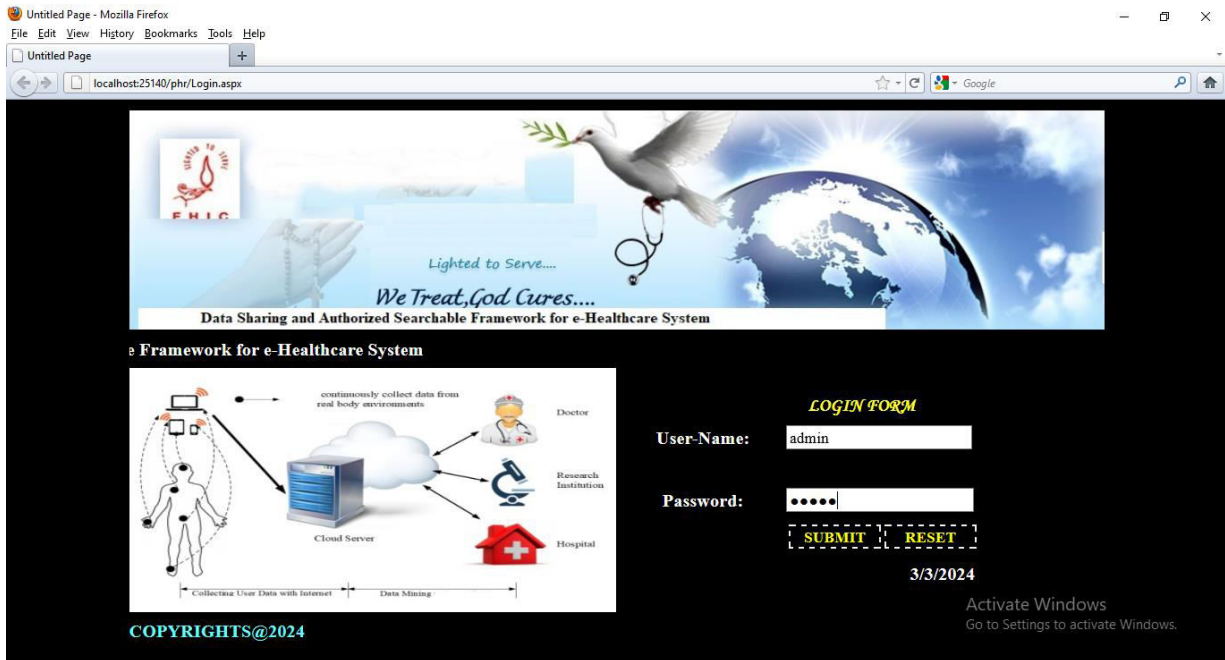 Untitled Page - Mozilla Firefox
File Edit View History Bookmarks Tools Help
Untitled Page
+
localhost:25140/phr/Login.aspx
Google
LIGHTED TO SERVE
E H I C
Lighted to Serve....
We Treat,God Cures....
Data Sharing and Authorized Searchable Framework for e-Healthcare System
e Framework for e-Healthcare System
continuously collect data from
real body environments
Doctor
Research
Institution
Cloud Server
Hospital
Collecting User Data with Internet
Data Mining
LOGIN FORM
User-Name:
admin
Password:
●●●●●
SUBMIT
RESET
3/3/2024
Activate Windows
Go to Settings to activate Windows.
COPYRIGHTS@2024